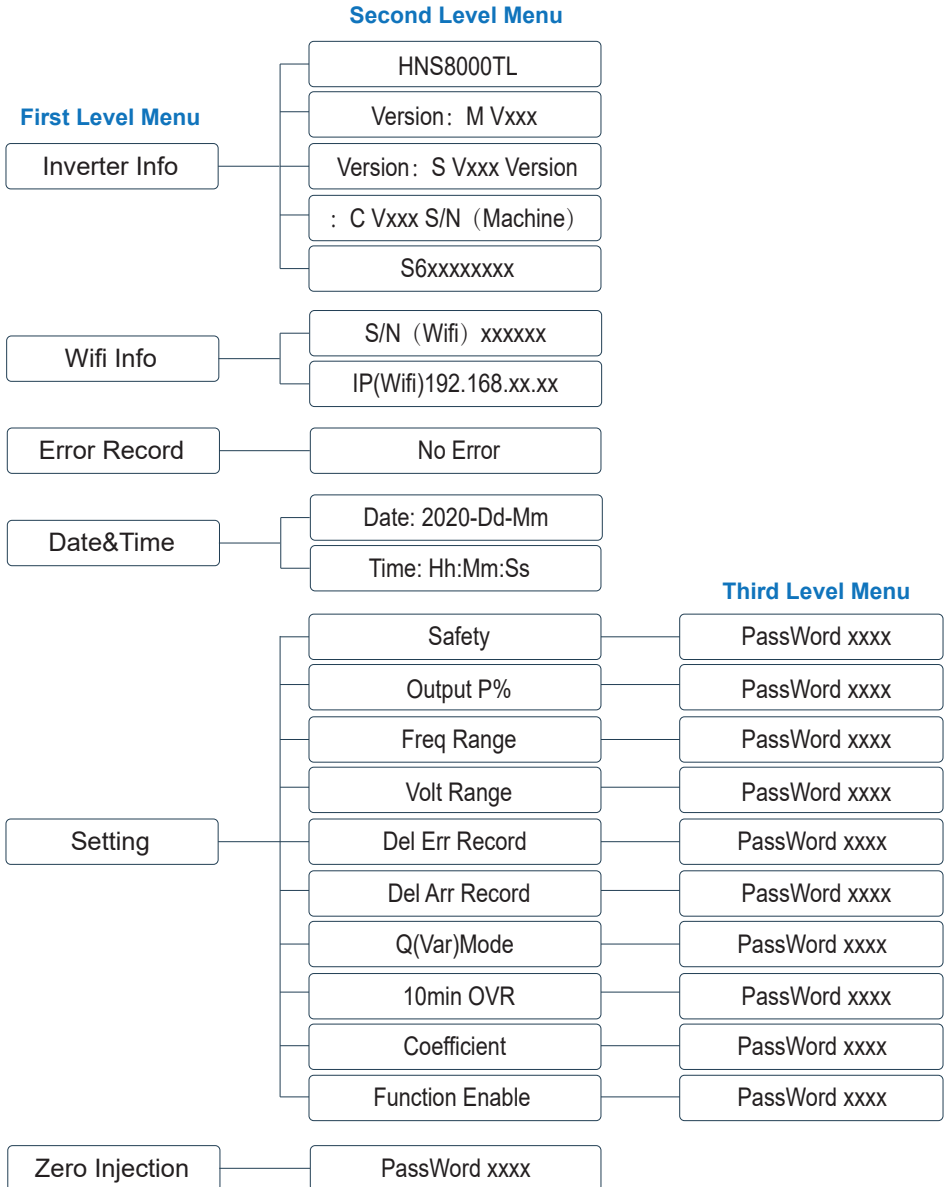 Second Level Menu
First Level Menu
Inverter Info
HNS8000TL
Version：M Vxxx
Version：S Vxxx Version
：C Vxxx S/N（Machine）
S6xxxxxxxx
Wifi Info
S/N（Wifi）xxxxxx
IP(Wifi)192.168.xx.xx
Error Record
No Error
Date&Time
Date: 2020-Dd-Mm
Time: Hh:Mm:Ss
Third Level Menu
Setting
Safety
PassWord xxxx
Output P%
PassWord xxxx
Freq Range
PassWord xxxx
Volt Range
PassWord xxxx
Del Err Record
PassWord xxxx
Del Arr Record
PassWord xxxx
Q(Var)Mode
PassWord xxxx
10min OVR
PassWord xxxx
Coefficient
PassWord xxxx
Function Enable
PassWord xxxx
Zero Injection
PassWord xxxx